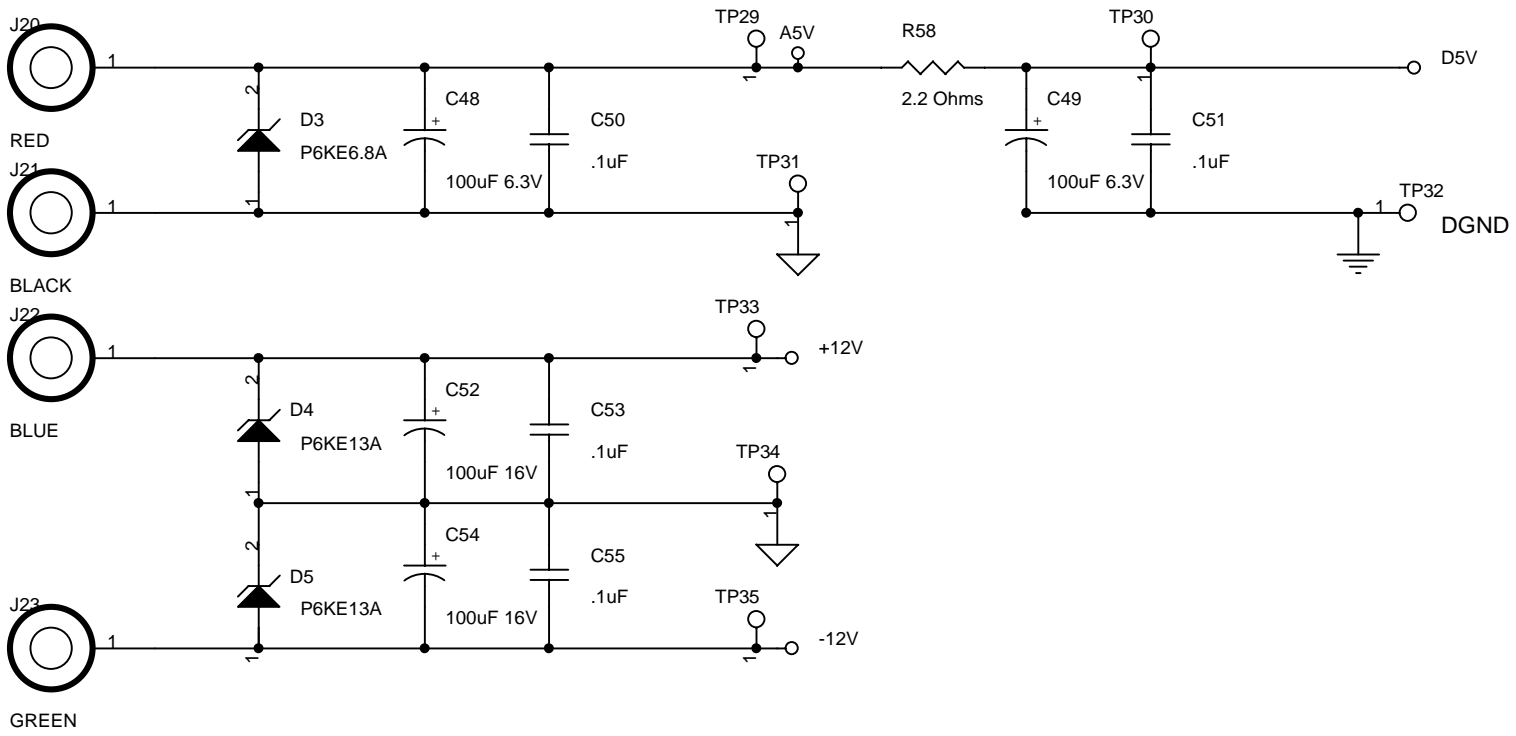 J20
1
RED
J21
1
BLACK
2
D3
P6KE6.8A
1
+
C48
100uF 6.3V
C50
.1uF
TP29
1
A5V
TP31
1
R58
2.2 Ohms
+
C49
100uF 6.3V
TP30
1
C51
.1uF
D5V
1
TP32
DGND
J22
1
BLUE
2
D4
P6KE13A
1
+
C52
100uF 16V
C53
.1uF
TP33
1
+12V
TP34
1
2
D5
P6KE13A
1
+
C54
100uF 16V
C55
.1uF
TP35
1
-12V
J23
1
GREEN